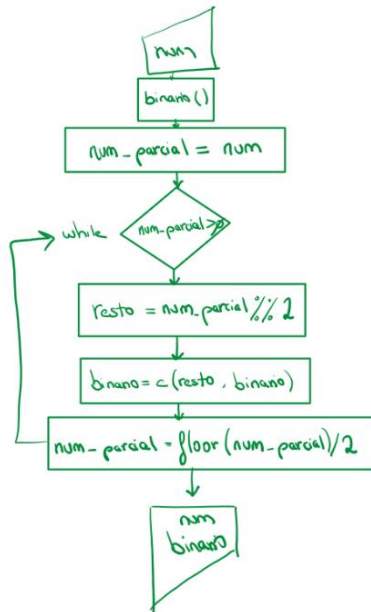 num
binario()
num_parcial = num
while num_parcial>0
resto = num_parcial %% 2
binario = c(resto, binario)
num_parcial = floor(num_parcial)/2
num
binario